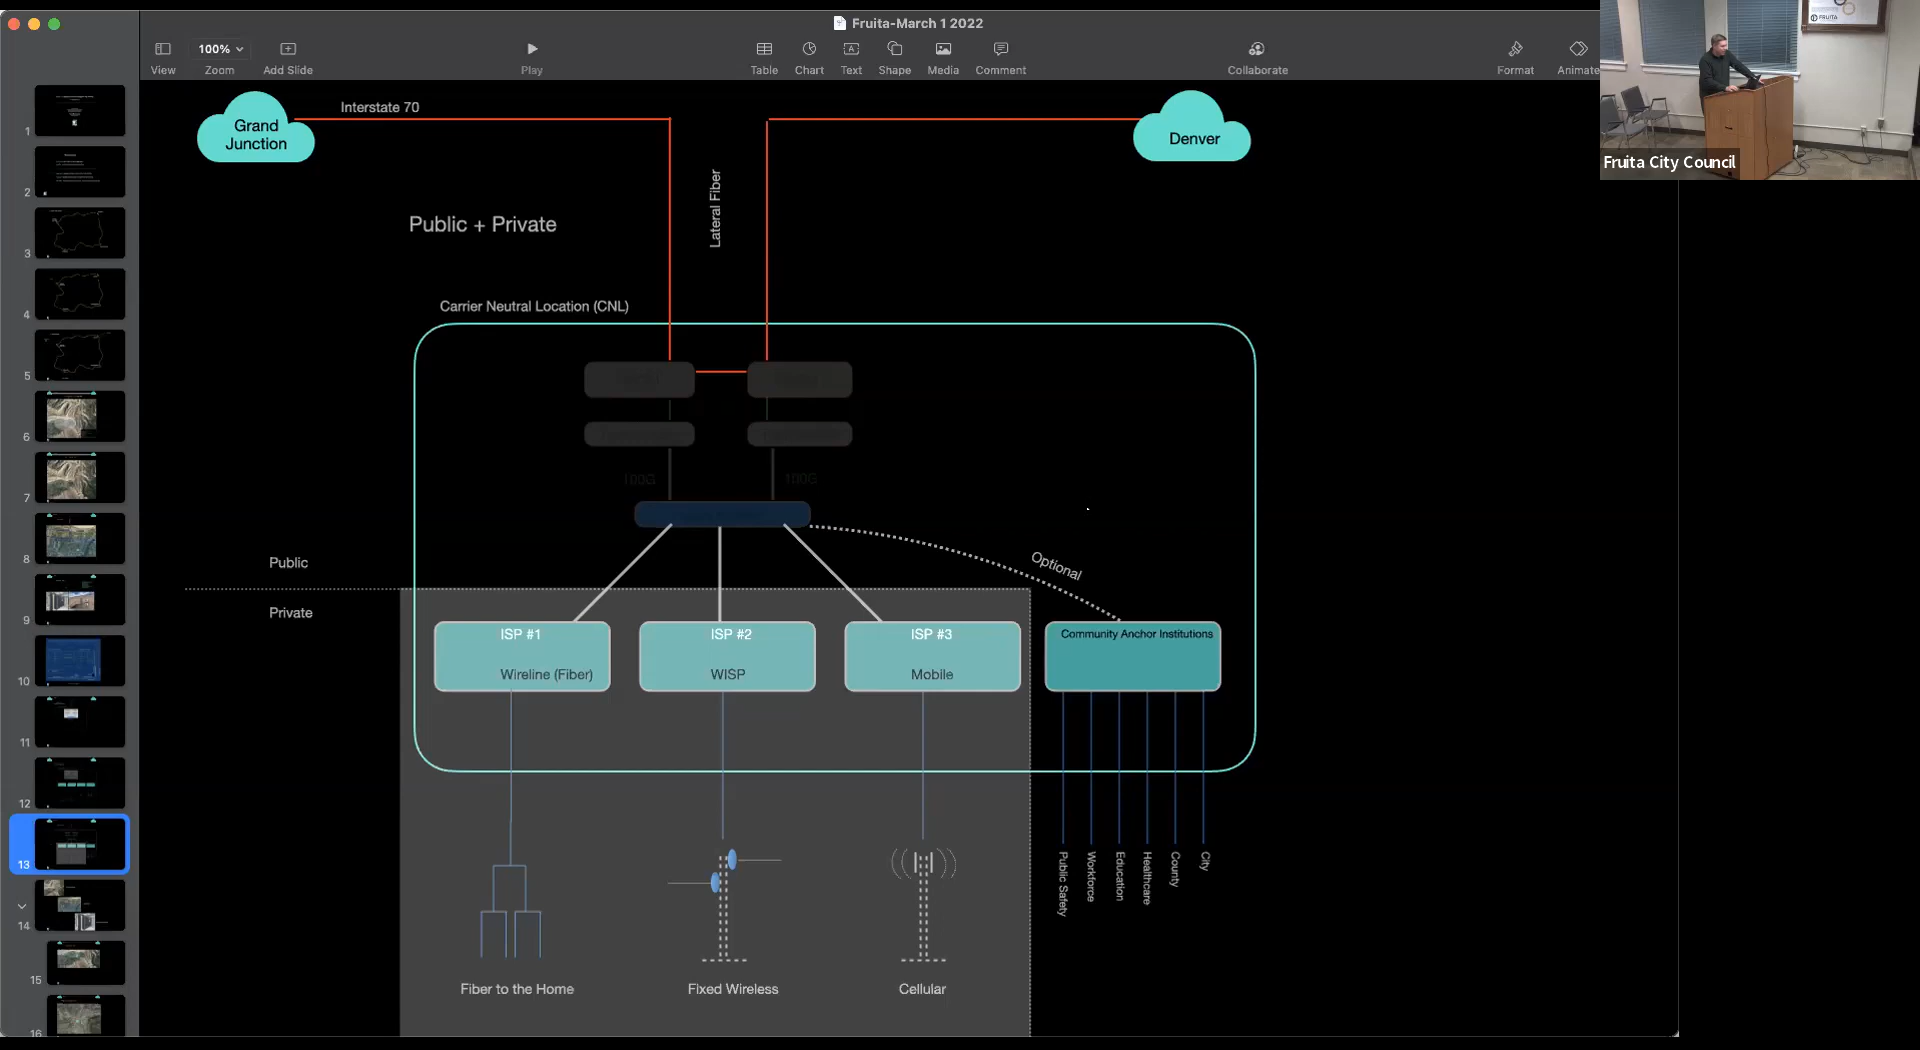 Fruita-March 1 2022
100%
View
Zoom
Add Slide
Play
Table
Chart
Text
Shape
Media
Comment
Collaborate
Format
Animate
FRUITA
Fruita City Council
1
2
3
4
5
6
7
8
9
10
11
12
13
14
15
16
Grand
Junction
Interstate 70
Denver
Lateral Fiber
Public + Private
Carrier Neutral Location (CNL)
100G
100G
Optional
Public
Private
ISP #1
Wireline (Fiber)
ISP #2
WISP
ISP #3
Mobile
Community Anchor Institutions
Public Safety
Workforce
Education
Healthcare
County
City
Fiber to the Home
Fixed Wireless
Cellular